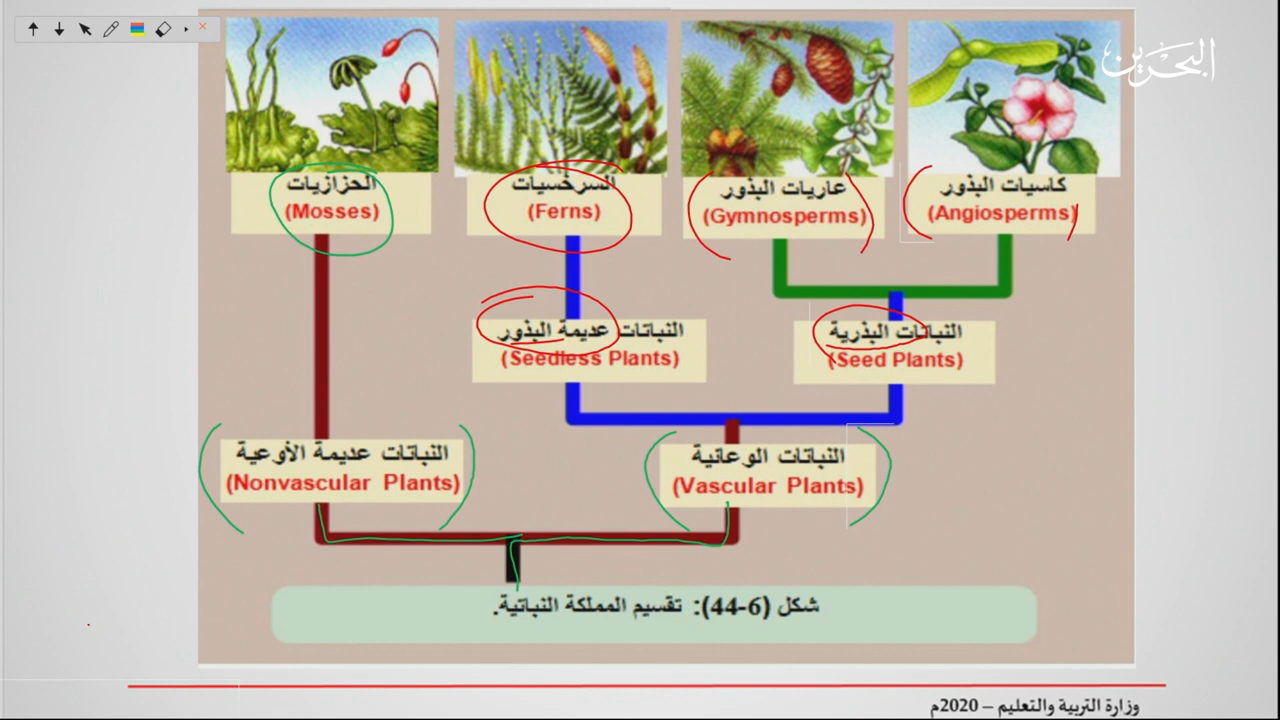 البحرين
الحزازيات
(Mosses)
السرخسيات
(Ferns)
عاريات البذور
(Gymnosperms)
كاسيات البذور
(Angiosperms)
النباتات عديمة البذور
(Seedless Plants)
النباتات البذرية
(Seed Plants)
النباتات عديمة الأوعية
(Nonvascular Plants)
النباتات الوعائية
(Vascular Plants)
شكل (6-44): تقسيم المملكة النباتية.
وزارة التربية والتعليم – 2020م